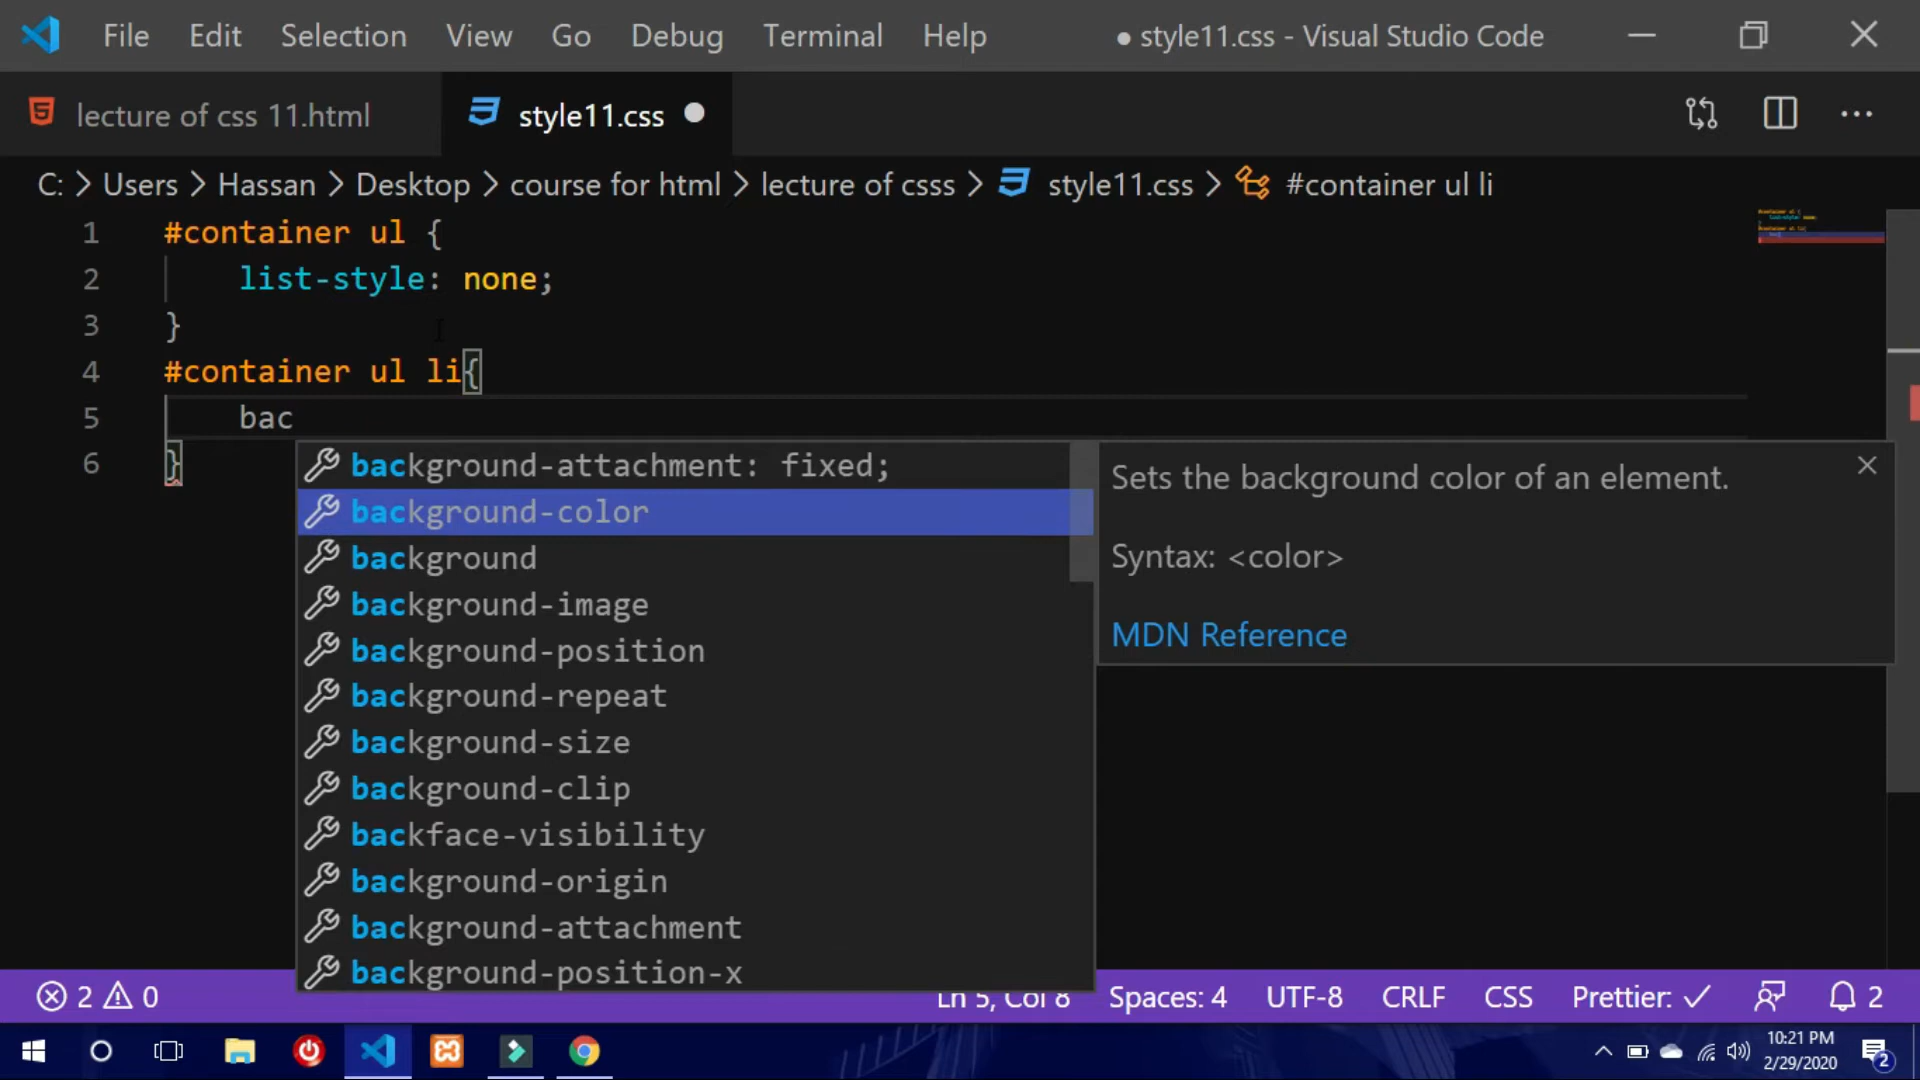 File Edit Selection View Go Debug Terminal Help ● style11.css - Visual Studio Code
lecture of css 11.html style11.css ●
C: > Users > Hassan > Desktop > course for html > lecture of csss > style11.css > #container ul li
1 #container ul {
2 list-style: none;
3 }
4 #container ul li{
5 bac
6 }
background-attachment: fixed;
background-color
background
background-image
background-position
background-repeat
background-size
background-clip
backface-visibility
background-origin
background-attachment
background-position-x
Sets the background color of an element.
Syntax: <color>
MDN Reference
2 0 Ln 5, Col 8 Spaces: 4 UTF-8 CRLF CSS Prettier: ✓ 2
10:21 PM
2/29/2020
2